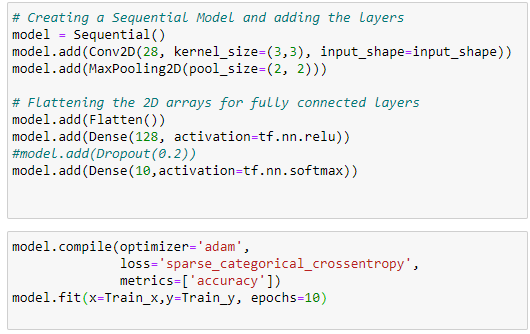 # Creating a Sequential Model and adding the layers
model = Sequential()
model.add(Conv2D(28, kernel_size=(3,3), input_shape=input_shape))
model.add(MaxPooling2D(pool_size=(2, 2)))

# Flattening the 2D arrays for fully connected layers
model.add(Flatten())
model.add(Dense(128, activation=tf.nn.relu))
#model.add(Dropout(0.2))
model.add(Dense(10,activation=tf.nn.softmax))

model.compile(optimizer='adam',
              loss='sparse_categorical_crossentropy',
              metrics=['accuracy'])
model.fit(x=Train_x,y=Train_y, epochs=10)